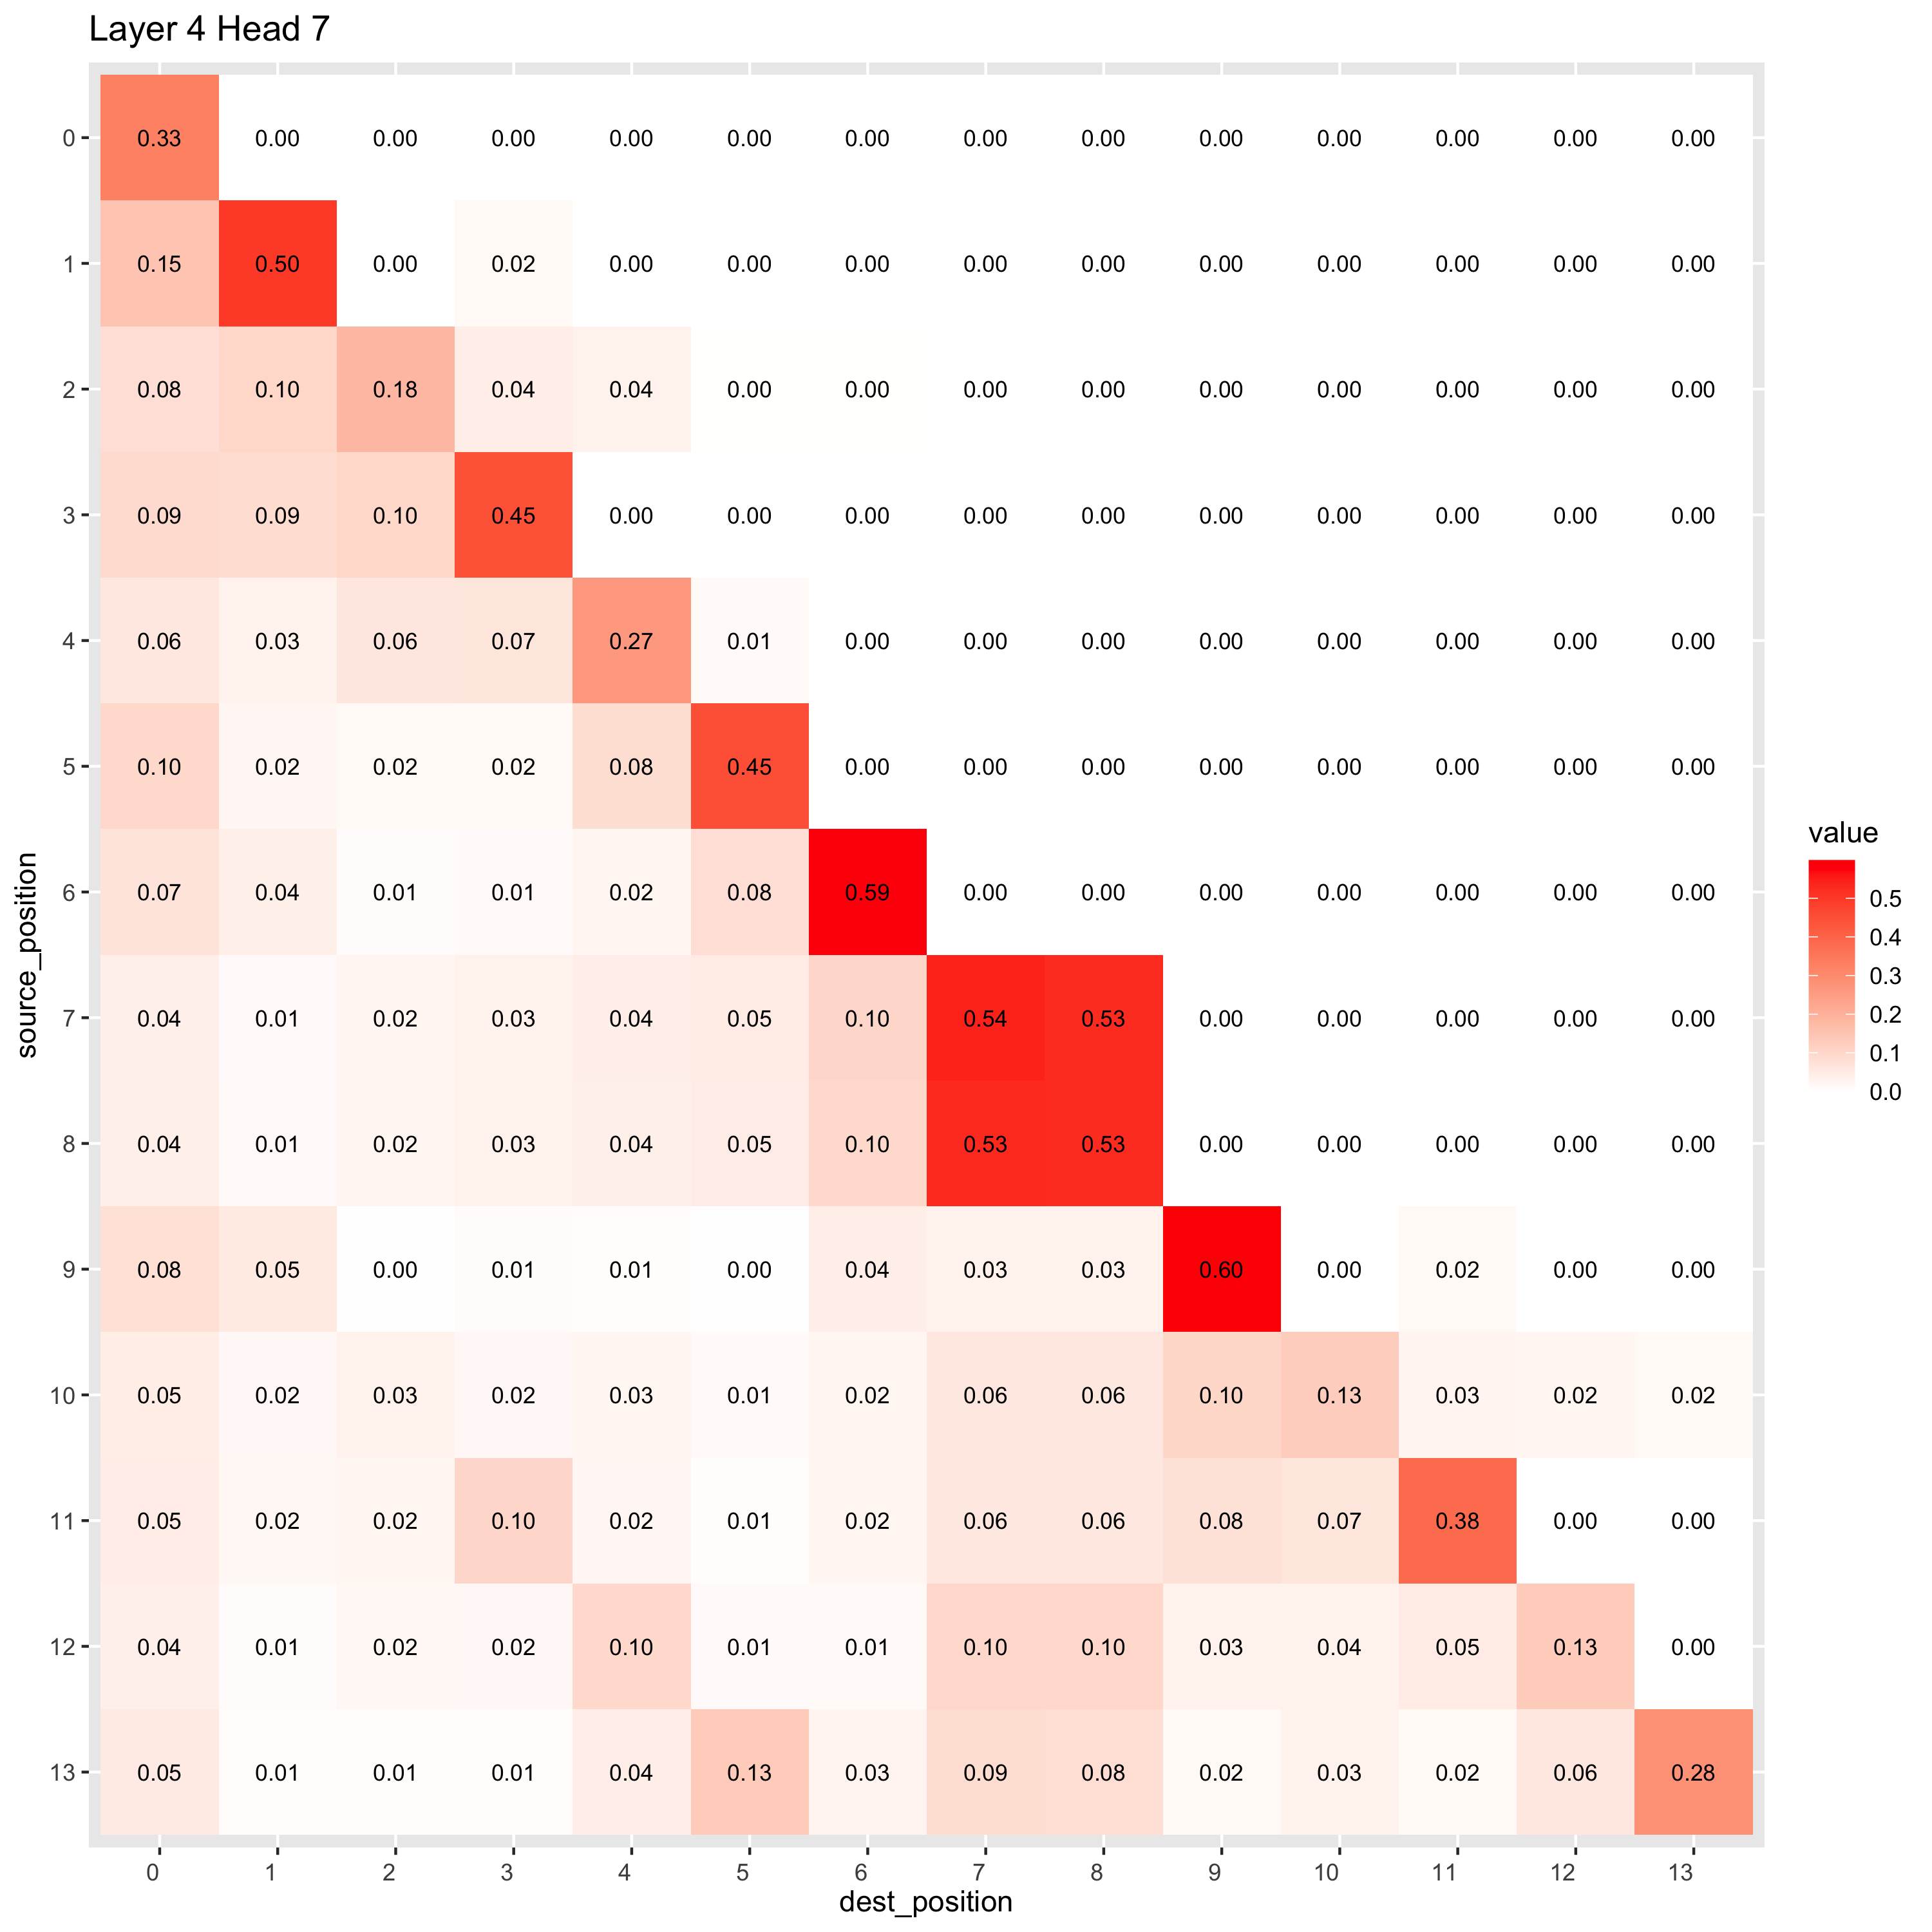 Layer 4 Head 7
0 0.33 0.00 0.00 0.00 0.00 0.00 0.00 0.00 0.00 0.00 0.00 0.00 0.00 0.00
1 0.15 0.50 0.00 0.02 0.00 0.00 0.00 0.00 0.00 0.00 0.00 0.00 0.00 0.00
2 0.08 0.10 0.18 0.04 0.04 0.00 0.00 0.00 0.00 0.00 0.00 0.00 0.00 0.00
3 0.09 0.09 0.10 0.45 0.00 0.00 0.00 0.00 0.00 0.00 0.00 0.00 0.00 0.00
4 0.06 0.03 0.06 0.07 0.27 0.01 0.00 0.00 0.00 0.00 0.00 0.00 0.00 0.00
5 0.10 0.02 0.02 0.02 0.08 0.45 0.00 0.00 0.00 0.00 0.00 0.00 0.00 0.00
6 0.07 0.04 0.01 0.01 0.02 0.08 0.59 0.00 0.00 0.00 0.00 0.00 0.00 0.00
7 0.04 0.01 0.02 0.03 0.04 0.05 0.10 0.54 0.53 0.00 0.00 0.00 0.00 0.00
8 0.04 0.01 0.02 0.03 0.04 0.05 0.10 0.53 0.53 0.00 0.00 0.00 0.00 0.00
9 0.08 0.05 0.00 0.01 0.01 0.00 0.04 0.03 0.03 0.60 0.00 0.02 0.00 0.00
10 0.05 0.02 0.03 0.02 0.03 0.01 0.02 0.06 0.06 0.10 0.13 0.03 0.02 0.02
11 0.05 0.02 0.02 0.10 0.02 0.01 0.02 0.06 0.06 0.08 0.07 0.38 0.00 0.00
12 0.04 0.01 0.02 0.02 0.10 0.01 0.01 0.10 0.10 0.03 0.04 0.05 0.13 0.00
13 0.05 0.01 0.01 0.01 0.04 0.13 0.03 0.09 0.08 0.02 0.03 0.02 0.06 0.28
0 1 2 3 4 5 6 7 8 9 10 11 12 13
dest_position
source_position
value
0.5
0.4
0.3
0.2
0.1
0.0